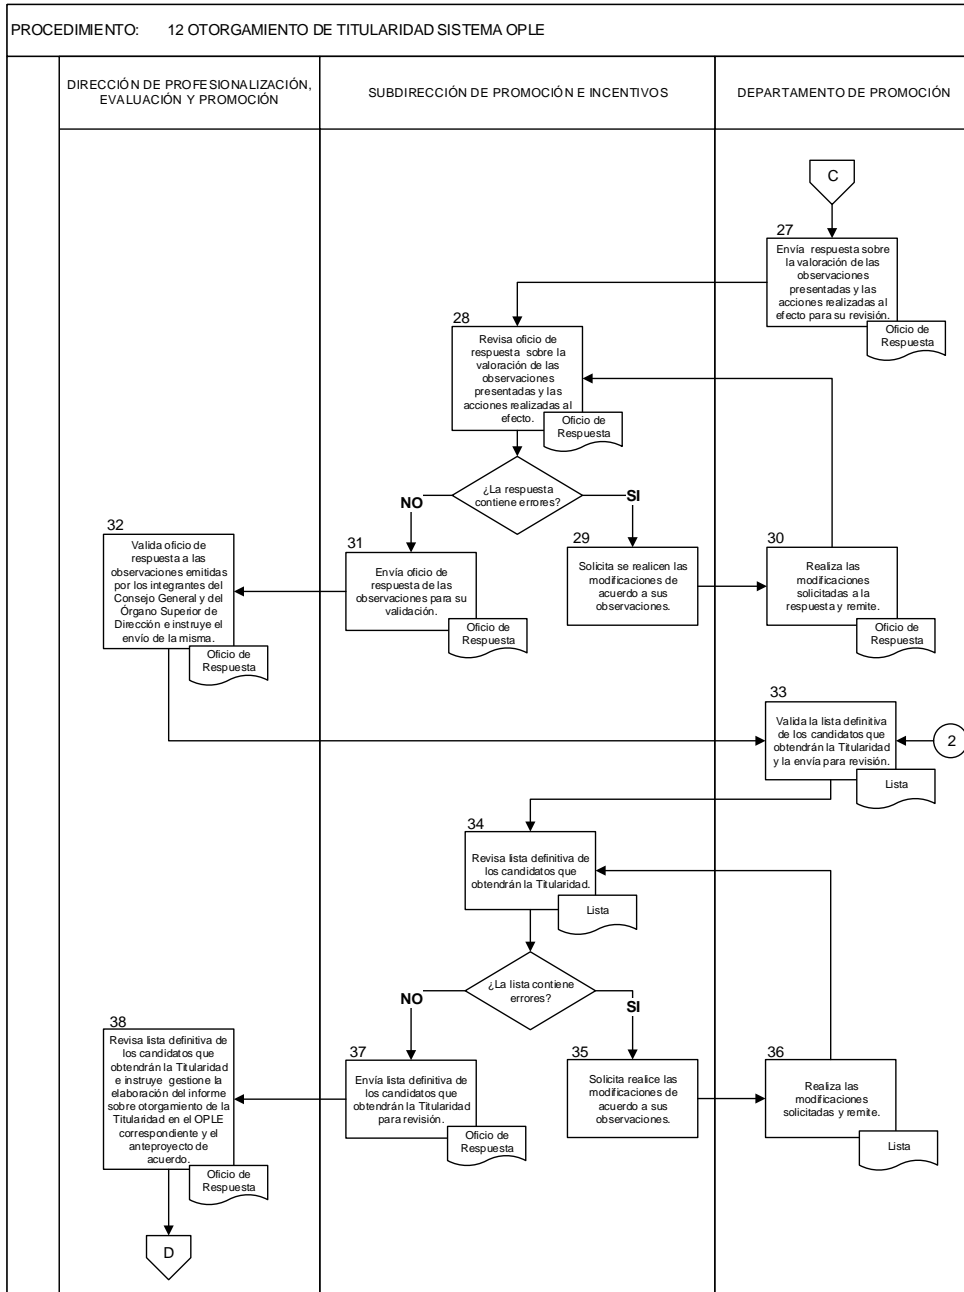 PROCEDIMIENTO: 12 OTORGAMIENTO DE TITULARIDAD SISTEMA OPLE
DIRECCIÓN DE PROFESIONALIZACIÓN,
EVALUACIÓN Y PROMOCIÓN
SUBDIRECCIÓN DE PROMOCIÓN E INCENTIVOS
DEPARTAMENTO DE PROMOCIÓN
C
27
Envía respuesta sobre
la valoración de las
observaciones
presentadas y las
acciones realizadas al
efecto para su revisión.
Oficio de
Respuesta
28
Revisa oficio de
respuesta sobre la
valoración de las
observaciones
presentadas y las
acciones realizadas al
efecto.
Oficio de
Respuesta
¿La respuesta
contiene errores?
NO
SI
29
Solicita se realicen las
modificaciones de
acuerdo a sus
observaciones.
30
Realiza las
modificaciones
solicitadas a la
respuesta y remite.
Oficio de
Respuesta
31
Envía oficio de
respuesta de las
observaciones para su
validación.
Oficio de
Respuesta
32
Valida oficio de
respuesta a las
observaciones emitidas
por los integrantes del
Consejo General y del
Órgano Superior de
Dirección e instruye el
envío de la misma.
Oficio de
Respuesta
33
Valida la lista definitiva
de los candidatos que
obtendrán la Titularidad
y la envía para revisión.
Lista
2
34
Revisa lista definitiva de
los candidatos que
obtendrán la Titularidad.
Lista
¿La lista contiene
errores?
NO
SI
35
Solicita realice las
modificaciones de
acuerdo a sus
observaciones.
36
Realiza las
modificaciones
solicitadas y remite.
Lista
37
Envía lista definitiva de
los candidatos que
obtendrán la Titularidad
para revisión.
Oficio de
Respuesta
38
Revisa lista definitiva de
los candidatos que
obtendrán la Titularidad
e instruye gestione la
elaboración del informe
sobre otorgamiento de la
Titularidad en el OPLE
correspondiente y el
anteproyecto de
acuerdo.
Oficio de
Respuesta
D